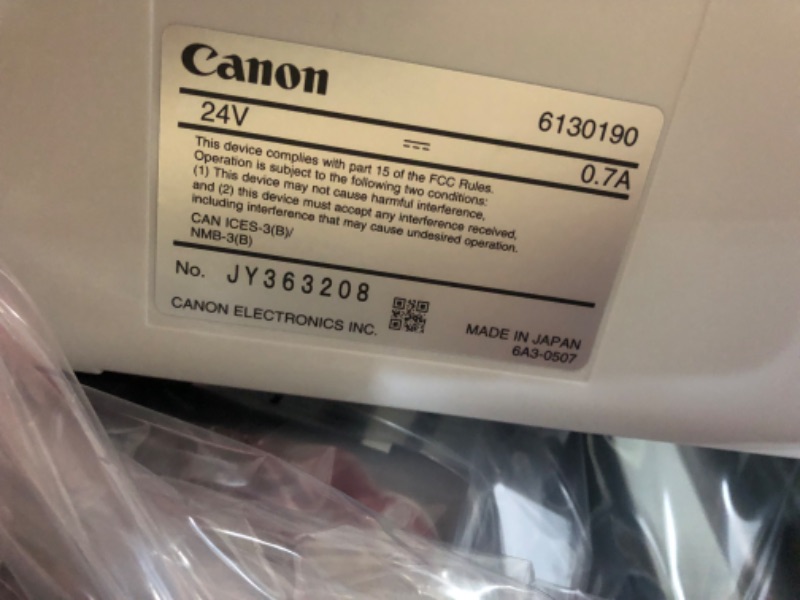 Canon
24V ⎓ 6130190
0.7A
This device complies with part 15 of the FCC Rules.
Operation is subject to the following two conditions:
(1) This device may not cause harmful interference,
and (2) this device must accept any interference received,
including interference that may cause undesired operation.
CAN ICES-3(B)/
NMB-3(B)
No. JY363208
CANON ELECTRONICS INC.
MADE IN JAPAN
6A3-0507